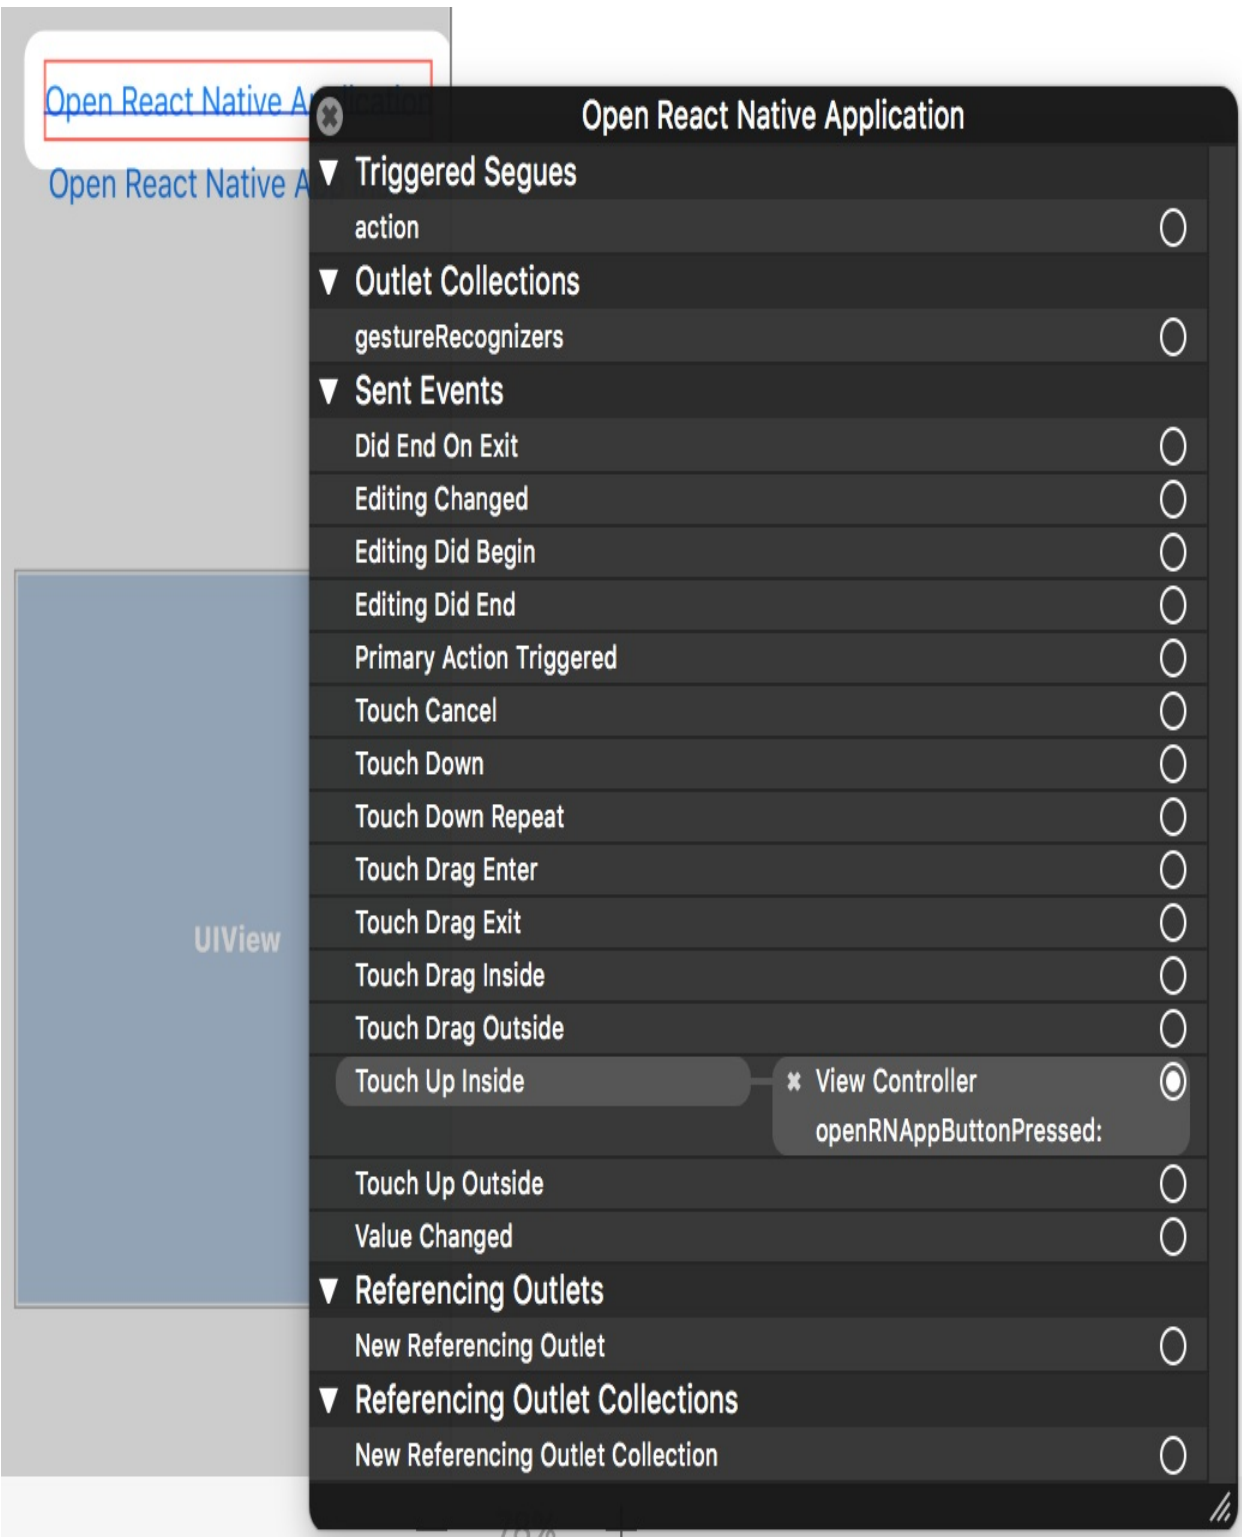 Open React Native Application
Open React Native App
Open React Native Application
Triggered Segues
action
Outlet Collections
gestureRecognizers
Sent Events
Did End On Exit
Editing Changed
Editing Did Begin
Editing Did End
Primary Action Triggered
Touch Cancel
Touch Down
Touch Down Repeat
Touch Drag Enter
Touch Drag Exit
Touch Drag Inside
Touch Drag Outside
Touch Up Inside
View Controller
openRNAppButtonPressed:
Touch Up Outside
Value Changed
Referencing Outlets
New Referencing Outlet
Referencing Outlet Collections
New Referencing Outlet Collection
UIView
78%